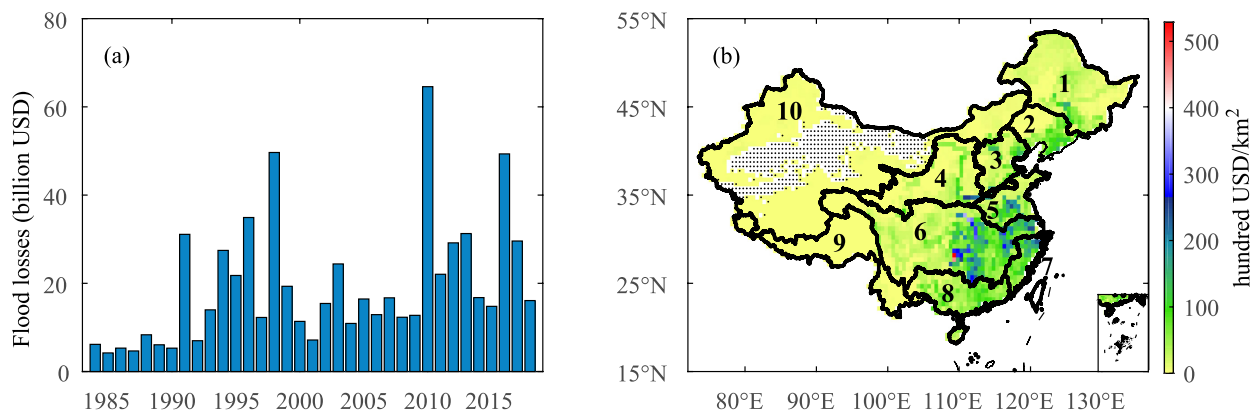 Flood losses (billion USD)
80
60
40
20
0
(a)
1985 1990 1995 2000 2005 2010 2015
55°N
45°N
35°N
25°N
15°N
(b)
1
2
3
4
5
6
7
8
9
10
80°E 90°E 100°E 110°E 120°E 130°E
500
400
300
200
100
0
hundred USD/km²